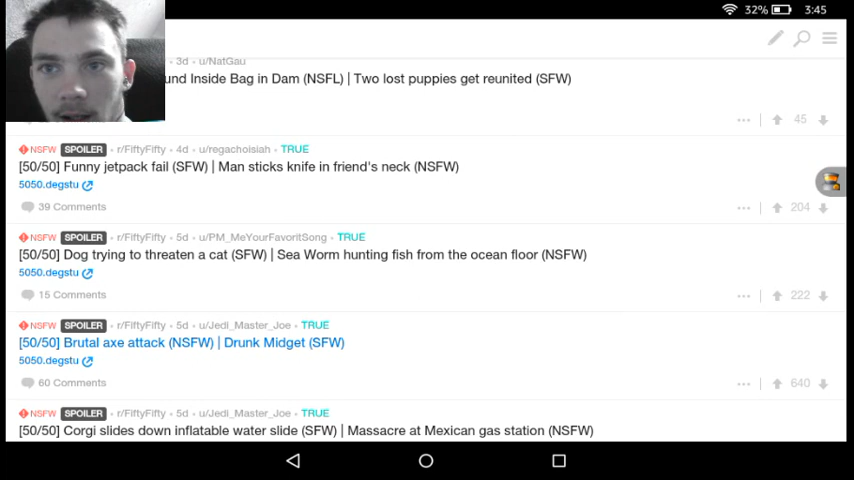 32% 3:45
• 3d • u/NatGau
und Inside Bag in Dam (NSFL) | Two lost puppies get reunited (SFW)
45
NSFW SPOILER • r/FiftyFifty • 4d • u/regachoisiah • TRUE
[50/50] Funny jetpack fail (SFW) | Man sticks knife in friend's neck (NSFW)
5050.degstu
39 Comments 204
NSFW SPOILER • r/FiftyFifty • 5d • u/PM_MeYourFavoritSong • TRUE
[50/50] Dog trying to threaten a cat (SFW) | Sea Worm hunting fish from the ocean floor (NSFW)
5050.degstu
15 Comments 222
NSFW SPOILER • r/FiftyFifty • 5d • u/Jedi_Master_Joe • TRUE
[50/50] Brutal axe attack (NSFW) | Drunk Midget (SFW)
5050.degstu
60 Comments 640
NSFW SPOILER • r/FiftyFifty • 5d • u/Jedi_Master_Joe • TRUE
[50/50] Corgi slides down inflatable water slide (SFW) | Massacre at Mexican gas station (NSFW)